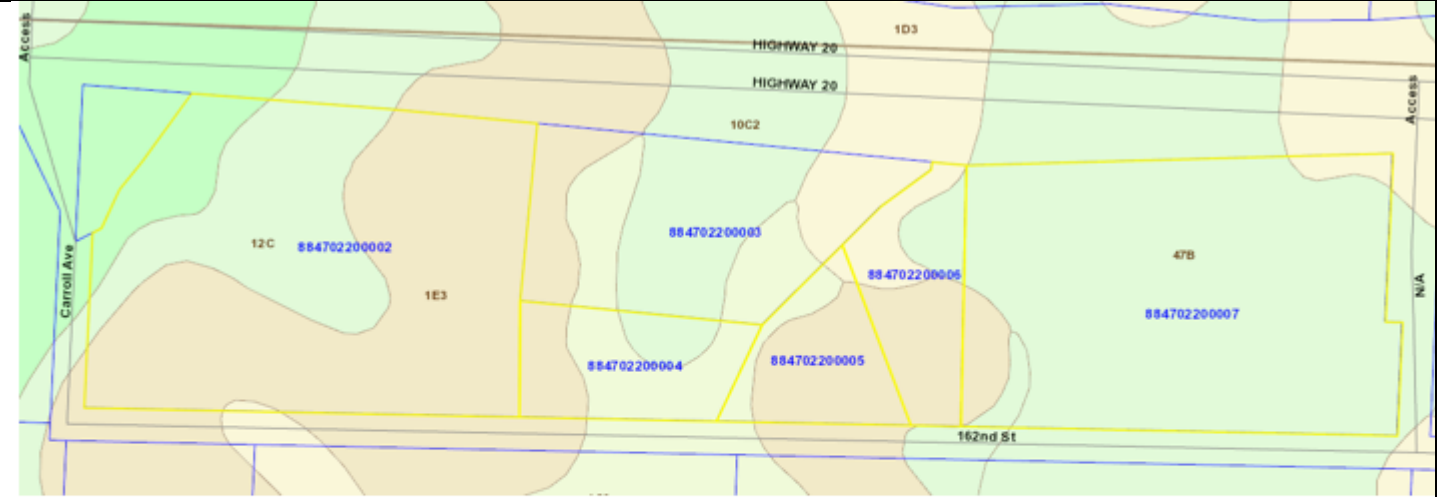 Access
1D3
HIGHWAY 20
HIGHWAY 20
Access
10C2
884702200003
12C
884702200002
47B
884702200006
Carroll Ave
1E3
N/A
884702200007
884702200004
884702200005
162nd St